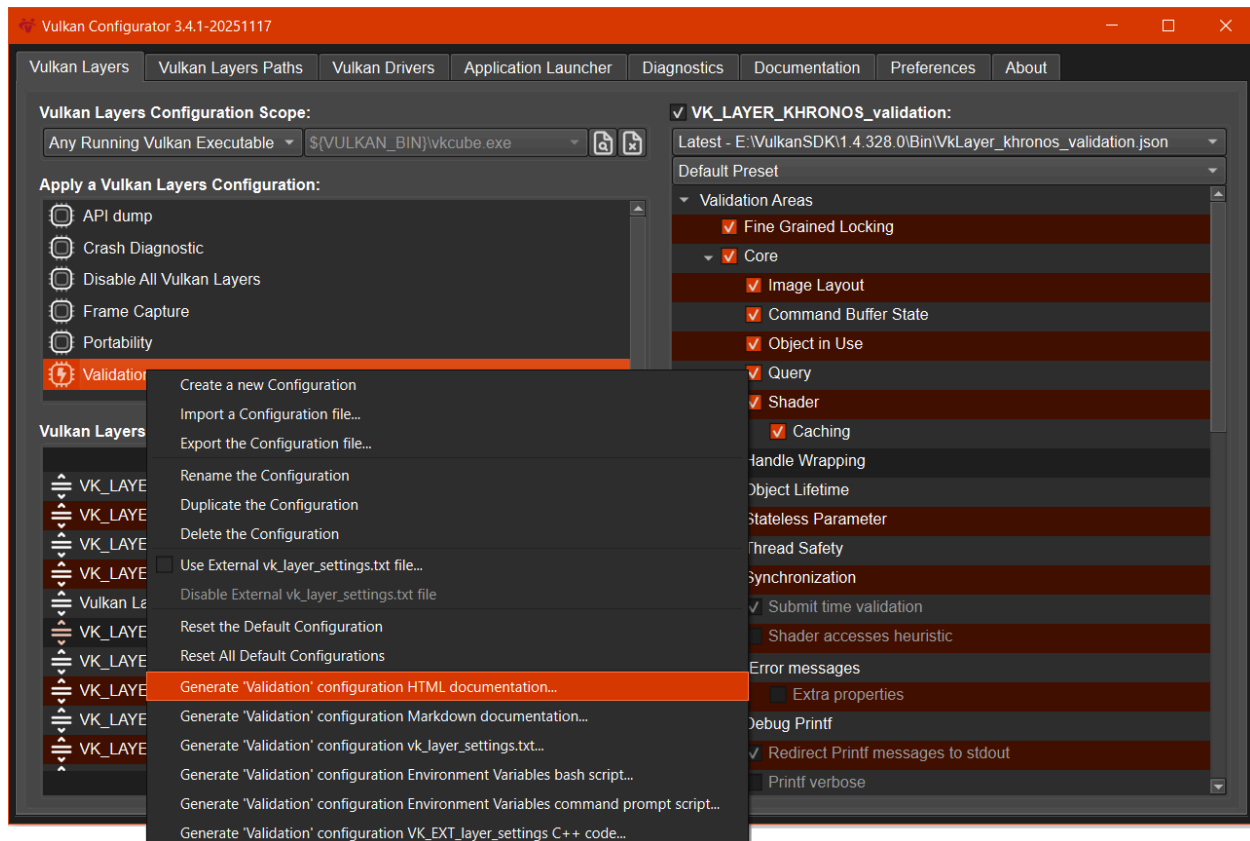 Vulkan Configurator 3.4.1-20251117
Vulkan Layers Vulkan Layers Paths Vulkan Drivers Application Launcher Diagnostics Documentation Preferences About
Vulkan Layers Configuration Scope:
Any Running Vulkan Executable ${VULKAN_BIN}\vkcube.exe
Apply a Vulkan Layers Configuration:
API dump
Crash Diagnostic
Disable All Vulkan Layers
Frame Capture
Portability
Validation
Vulkan Layers
VK_LAYE
VK_LAYE
VK_LAYE
VK_LAYE
Vulkan La
VK_LAYE
VK_LAYE
VK_LAYE
VK_LAYE
VK_LAYE
Create a new Configuration
Import a Configuration file...
Export the Configuration file...
Rename the Configuration
Duplicate the Configuration
Delete the Configuration
Use External vk_layer_settings.txt file...
Disable External vk_layer_settings.txt file
Reset the Default Configuration
Reset All Default Configurations
Generate 'Validation' configuration HTML documentation...
Generate 'Validation' configuration Markdown documentation...
Generate 'Validation' configuration vk_layer_settings.txt...
Generate 'Validation' configuration Environment Variables bash script...
Generate 'Validation' configuration Environment Variables command prompt script...
Generate 'Validation' configuration VK_EXT_layer_settings C++ code...
VK_LAYER_KHRONOS_validation:
Latest - E:\VulkanSDK\1.4.328.0\Bin\VkLayer_khronos_validation.json
Default Preset
Validation Areas
Fine Grained Locking
Core
Image Layout
Command Buffer State
Object in Use
Query
Shader
Caching
Handle Wrapping
Object Lifetime
Stateless Parameter
Thread Safety
Synchronization
Submit time validation
Shader accesses heuristic
Error messages
Extra properties
Debug Printf
Redirect Printf messages to stdout
Printf verbose